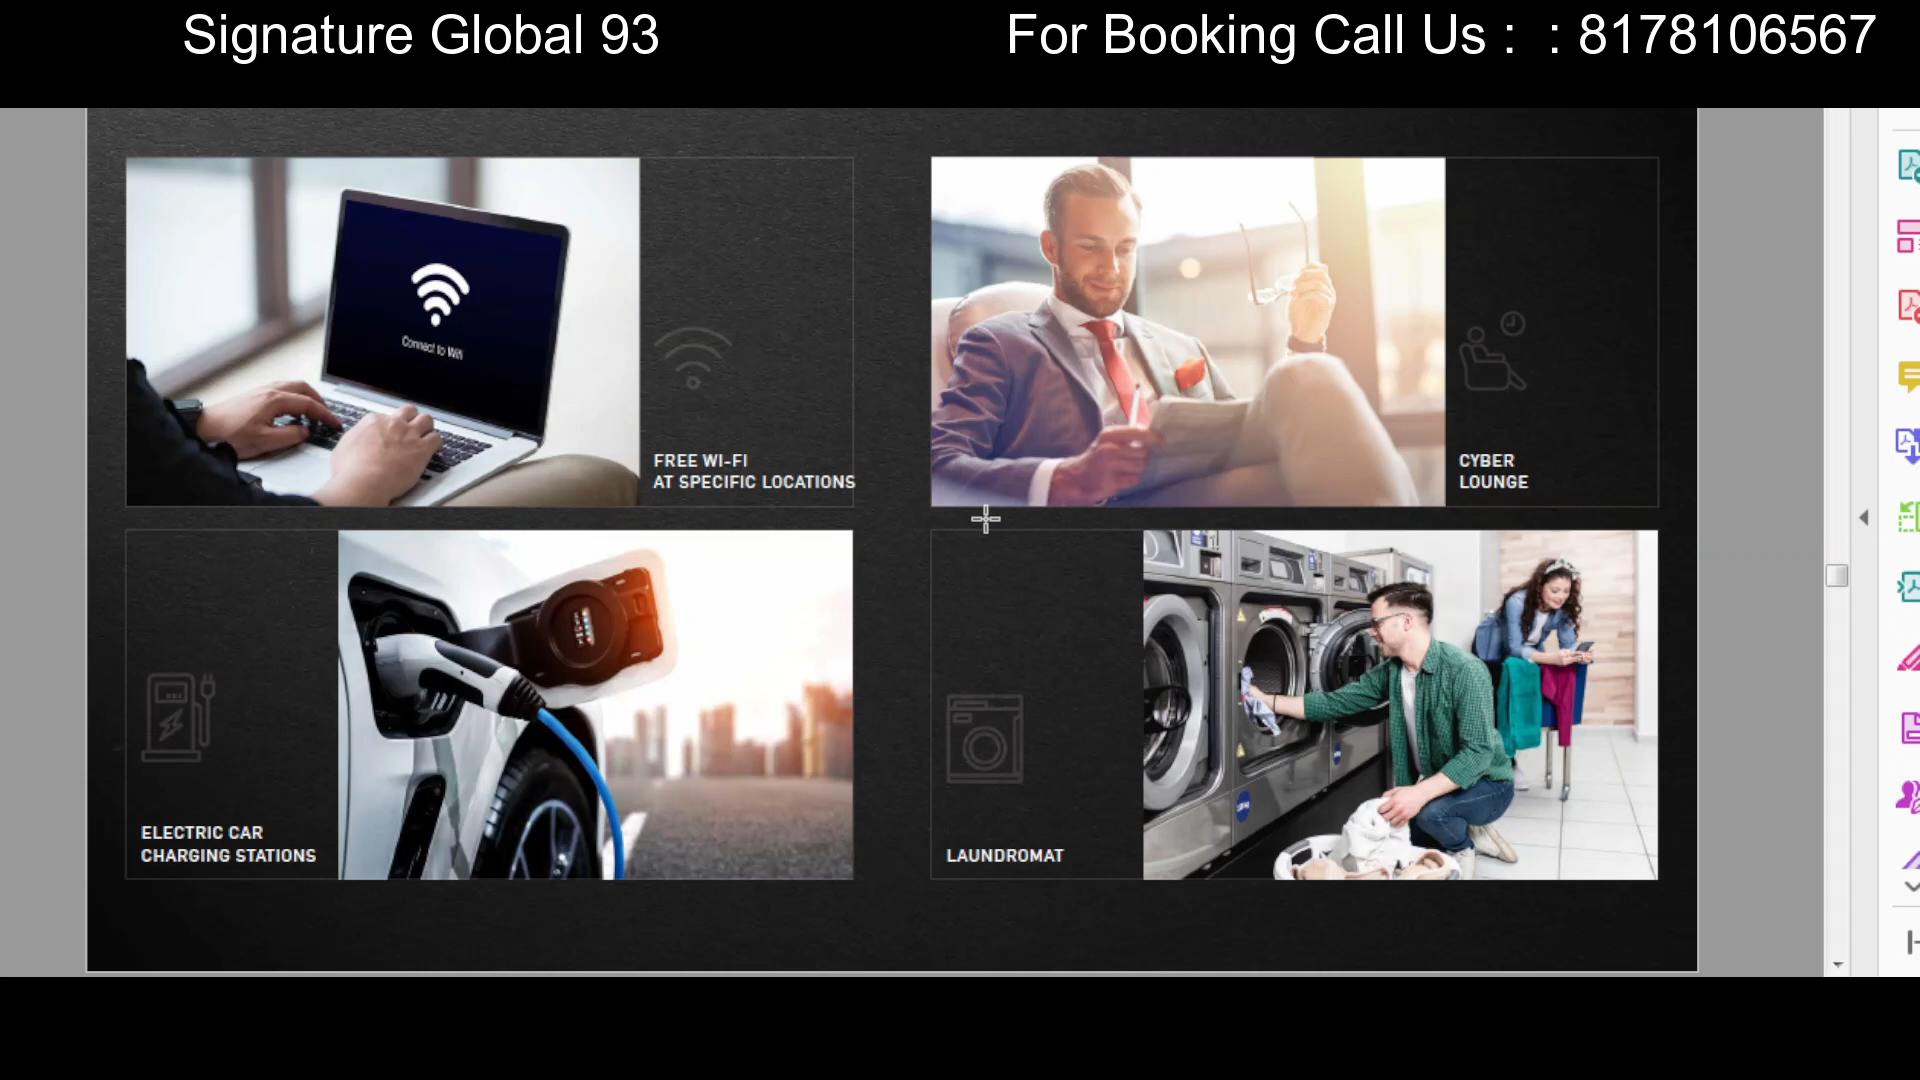 Signature Global 93
For Booking Call Us :  : 8178106567
Connect to Wifi
FREE WI-FI
AT SPECIFIC LOCATIONS
CYBER
LOUNGE
ELECTRIC CAR
CHARGING STATIONS
LAUNDROMAT